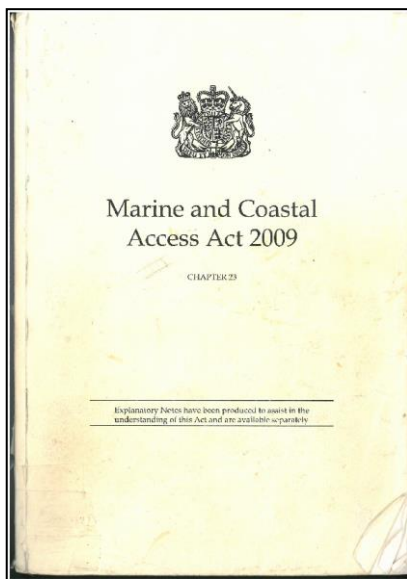 Marine and Coastal
Access Act 2009
CHAPTER 23
Explanatory Notes have been produced to assist in the
understanding of this Act and are available separately